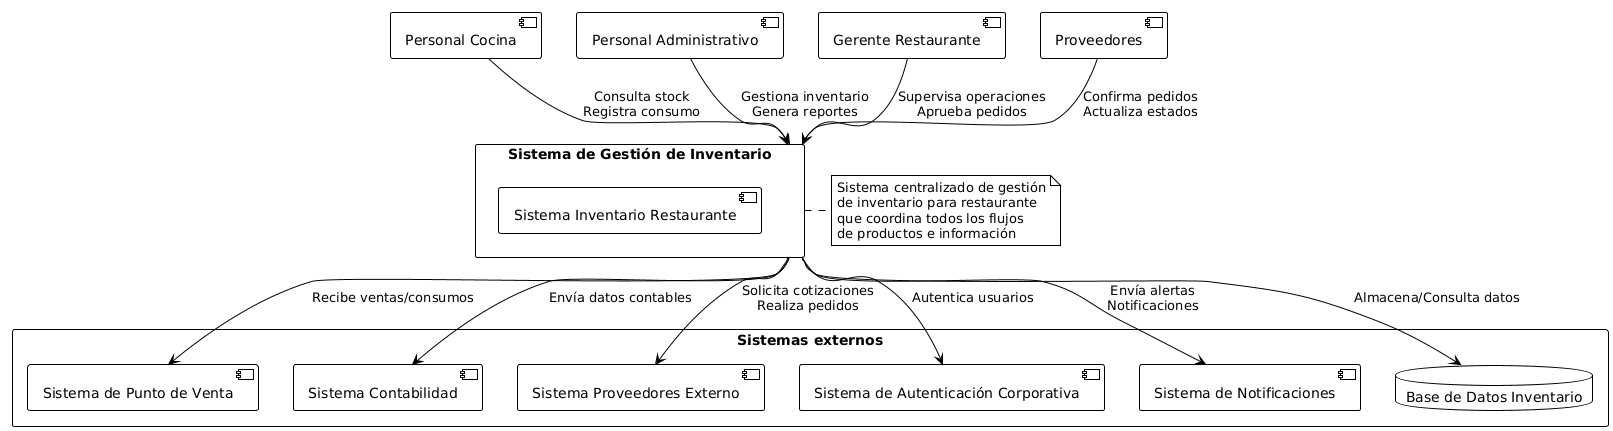 Personal Cocina
Personal Administrativo
Gerente Restaurante
Proveedores
Consulta stock
Registra consumo
Gestiona inventario
Genera reportes
Supervisa operaciones
Aprueba pedidos
Confirma pedidos
Actualiza estados
Sistema de Gestión de Inventario
Sistema Inventario Restaurante
Sistema centralizado de gestión
de inventario para restaurante
que coordina todos los flujos
de productos e información
Recibe ventas/consumos
Envía datos contables
Solicita cotizaciones
Realiza pedidos
Autentica usuarios
Envía alertas
Notificaciones
Almacena/Consulta datos
Sistemas externos
Sistema de Punto de Venta
Sistema Contabilidad
Sistema Proveedores Externo
Sistema de Autenticación Corporativa
Sistema de Notificaciones
Base de Datos Inventario